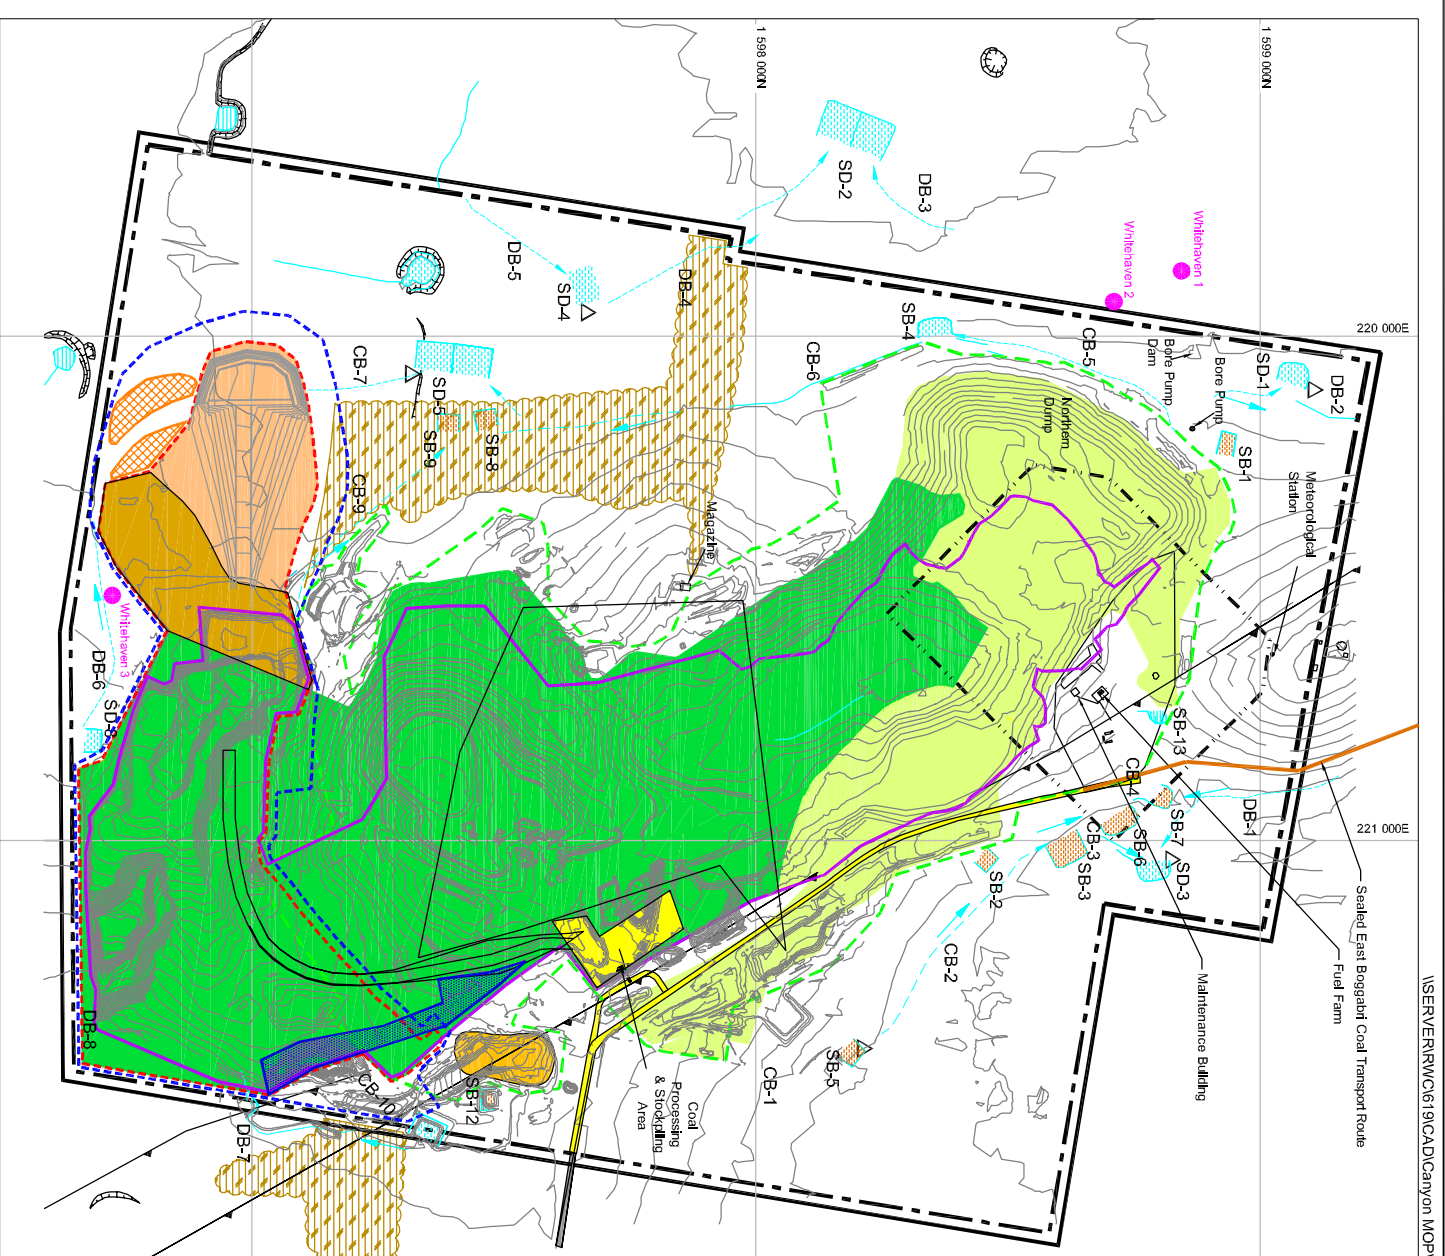 \\SERVER\RWC\619\CAD\Canyon MOP\
1 598 000N
1 599 000N
220 000E
221 000E
Whitehaven 1
Whitehaven 2
Whitehaven 3
SD-2
DB-3
DB-5
SD-4
DB-4
SB-4
CB-5
CB-6
Bore Pump
Dam
Bore Pump
SD-1
DB-2
SB-1
Meteorological
Station
Northern
Dump
CB-7
SD-5
SB-9
SB-8
CB-9
Magazine
DB-6
SD-8
SB-13
CB-4
DB-1
SB-7
SD-3
SB-6
CB-3
SB-3
SB-2
CB-2
SB-5
CB-1
Sealed East Boggabri Coal Transport Route
Fuel Farm
Maintenance Building
Coal
Processing
& Stockpiling
Area
SB-12
CB-10
DB-8
DB-7